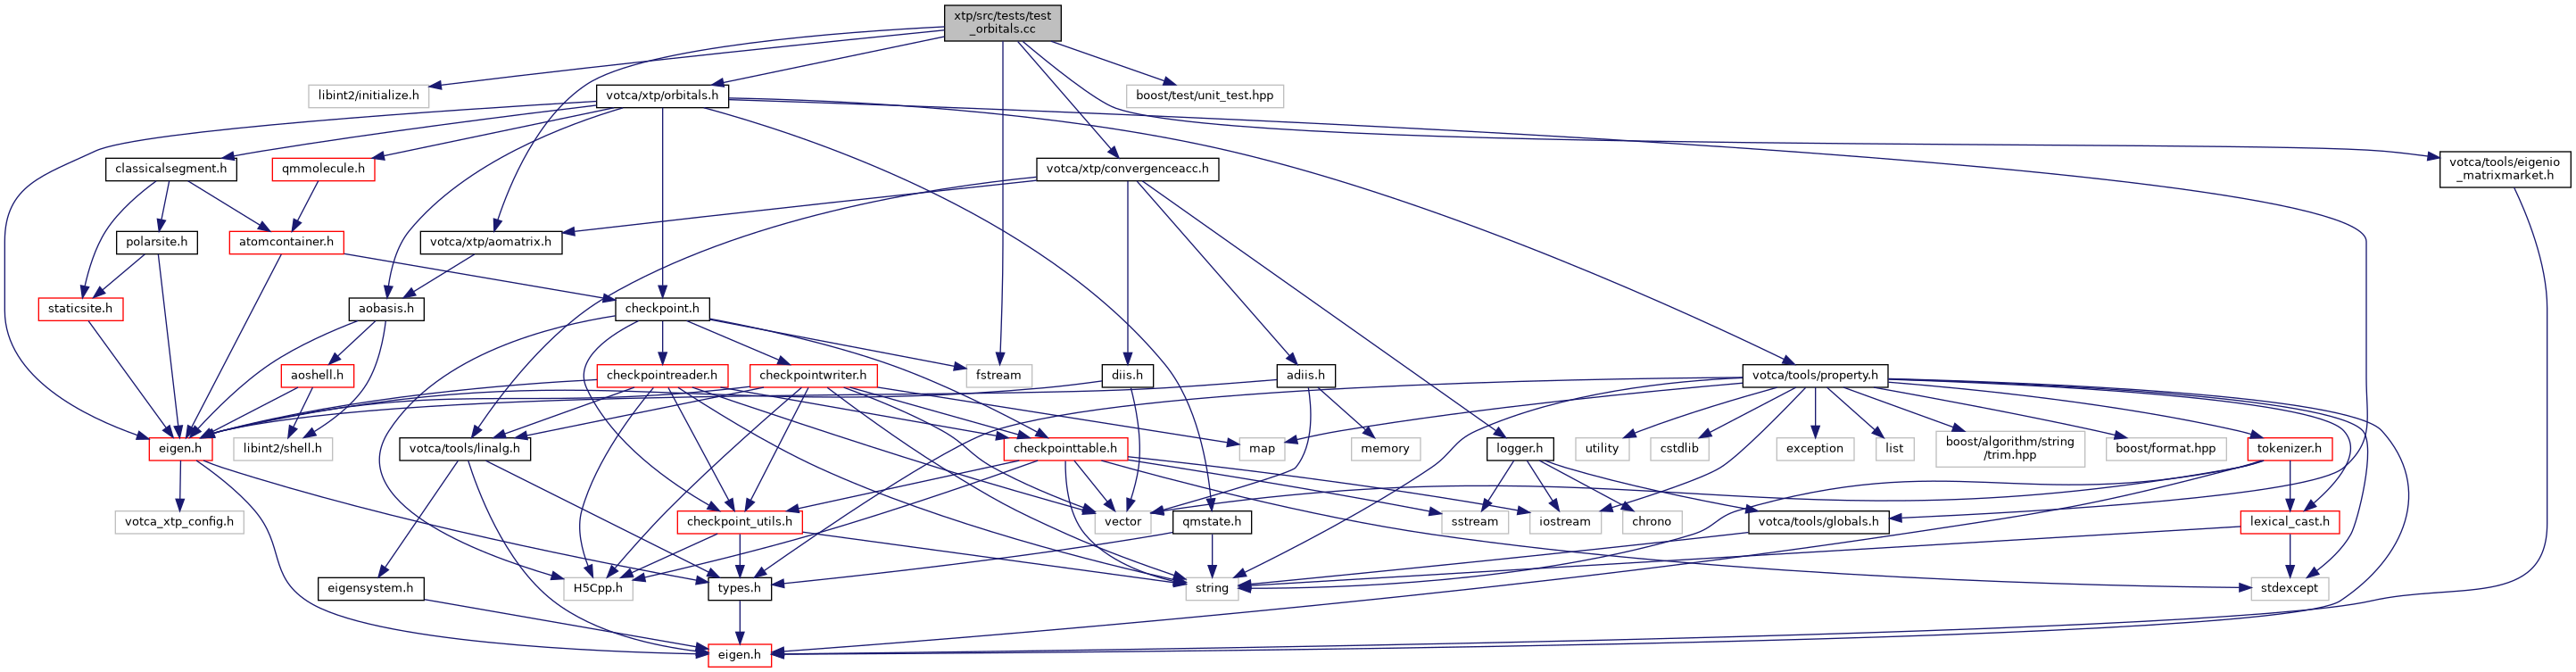 xtp/src/tests/test
_orbitals.cc
libint2/initialize.h
votca/xtp/orbitals.h
boost/test/unit_test.hpp
classicalsegment.h
qmmolecule.h
votca/xtp/convergenceacc.h
votca/tools/eigenio
_matrixmarket.h
polarsite.h
atomcontainer.h
votca/xtp/aomatrix.h
staticsite.h
aobasis.h
checkpoint.h
aoshell.h
checkpointreader.h
checkpointwriter.h
fstream
diis.h
adiis.h
votca/tools/property.h
eigen.h
libint2/shell.h
votca/tools/linalg.h
checkpointtable.h
map
memory
logger.h
utility
cstdlib
exception
list
boost/algorithm/string
/trim.hpp
boost/format.hpp
tokenizer.h
votca_xtp_config.h
checkpoint_utils.h
vector
qmstate.h
sstream
iostream
chrono
votca/tools/globals.h
lexical_cast.h
eigensystem.h
H5Cpp.h
types.h
string
stdexcept
eigen.h